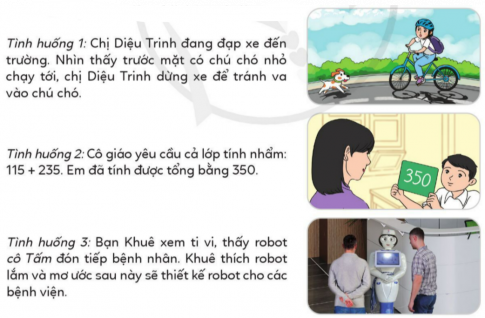 Tình huống 1: Chị Diệu Trinh đang đạp xe đến
trường. Nhìn thấy trước mặt có chú chó nhỏ
chạy tới, chị Diệu Trinh dừng xe để tránh va
vào chú chó.
Tình huống 2: Cô giáo yêu cầu cả lớp tính nhẩm:
115 + 235. Em đã tính được tổng bằng 350.
350
Tình huống 3: Bạn Khuê xem ti vi, thấy robot
cô Tấm đón tiếp bệnh nhân. Khuê thích robot
lắm và mơ ước sau này sẽ thiết kế robot cho các
bệnh viện.